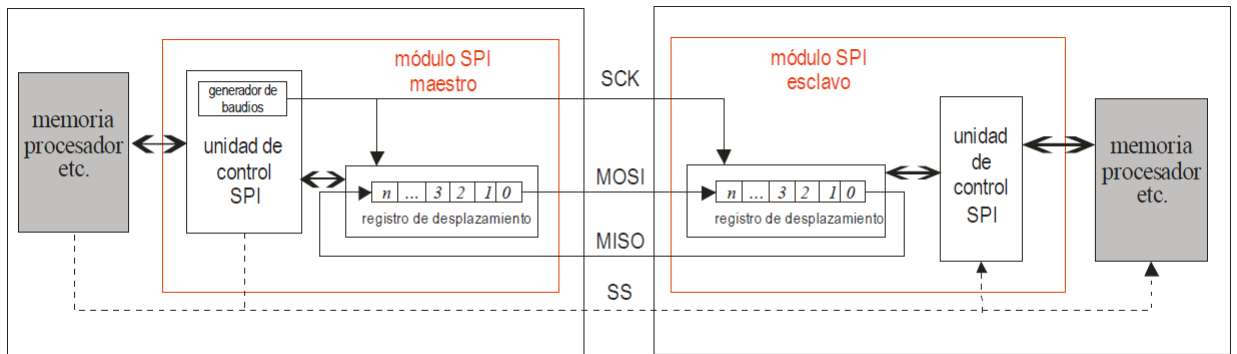 módulo SPI
maestro
generador de
baudios
unidad de
control
SPI
memoria
procesador
etc.
n ... 3 2 1 0
registro de desplazamiento
SCK
MOSI
MISO
SS
módulo SPI
esclavo
n ... 3 2 1 0
registro de desplazamiento
unidad
de
control
SPI
memoria
procesador
etc.